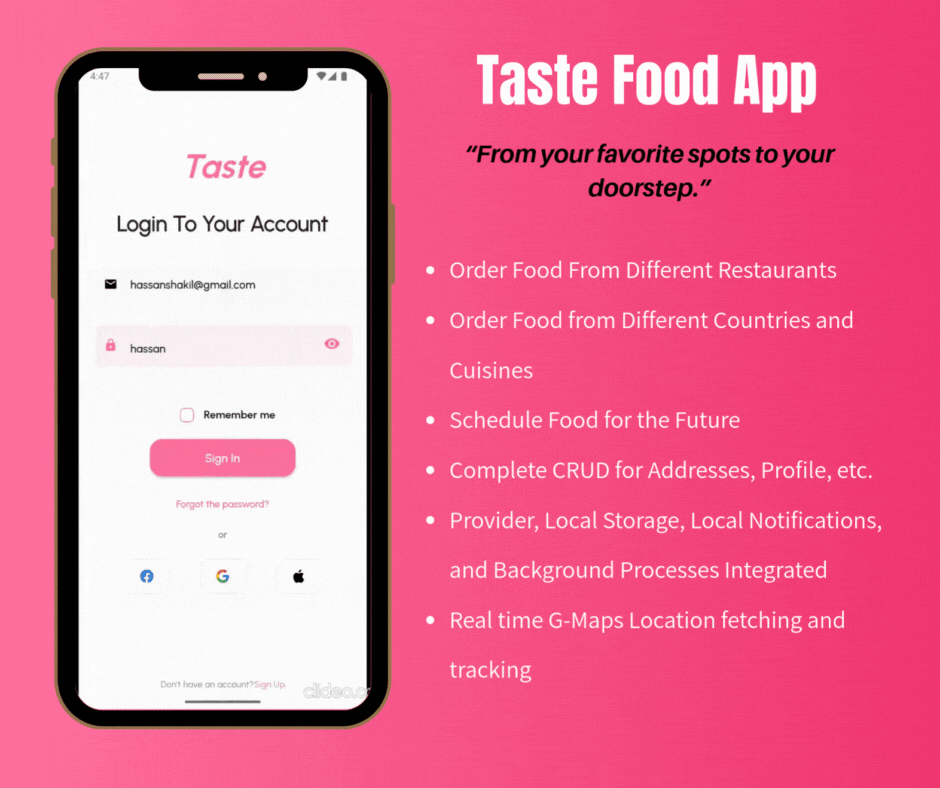 4:47
Taste
Login To Your Account
hassanshakil@gmail.com
hassan
Remember me
Sign In
Forgot the password?
or
Don't have an account?Sign Up.
Taste Food App
“From your favorite spots to your
doorstep.”
• Order Food From Different Restaurants
• Order Food from Different Countries and
Cuisines
• Schedule Food for the Future
• Complete CRUD for Addresses, Profile, etc.
• Provider, Local Storage, Local Notifications,
and Background Processes Integrated
• Real time G-Maps Location fetching and
tracking